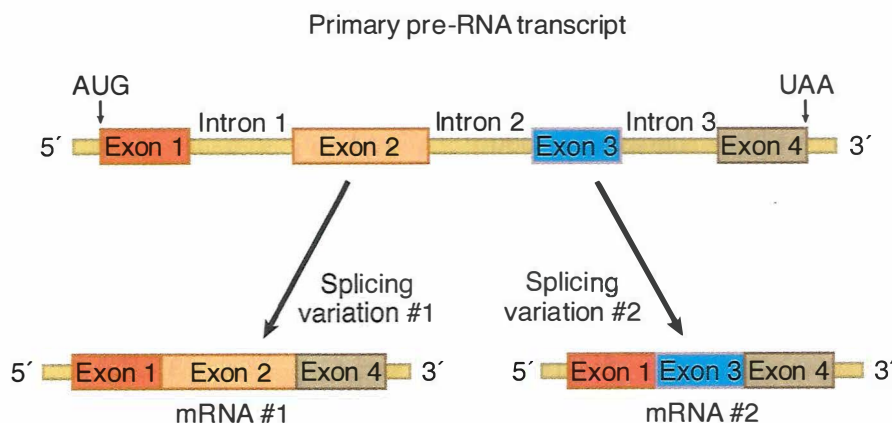 Primary pre-RNA transcript
AUG
UAA
Intron 1
Intron 2
Intron 3
5´
Exon 1
Exon 2
Exon 3
Exon 4
3´
Splicing
variation #1
Splicing
variation #2
5´
Exon 1
Exon 2
Exon 4
3´
5´
Exon 1
Exon 3
Exon 4
3´
mRNA #1
mRNA #2